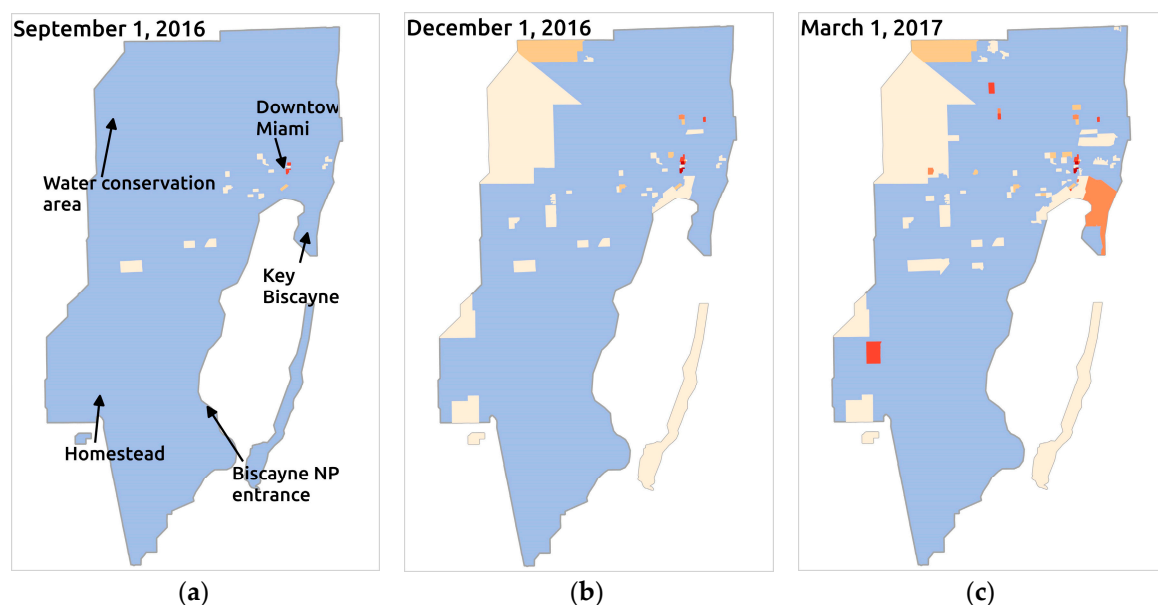 September 1, 2016
December 1, 2016
March 1, 2017
Downtow
Miami
Water conservation
area
Key
Biscayne
Homestead
Biscayne NP
entrance
(a)
(b)
(c)